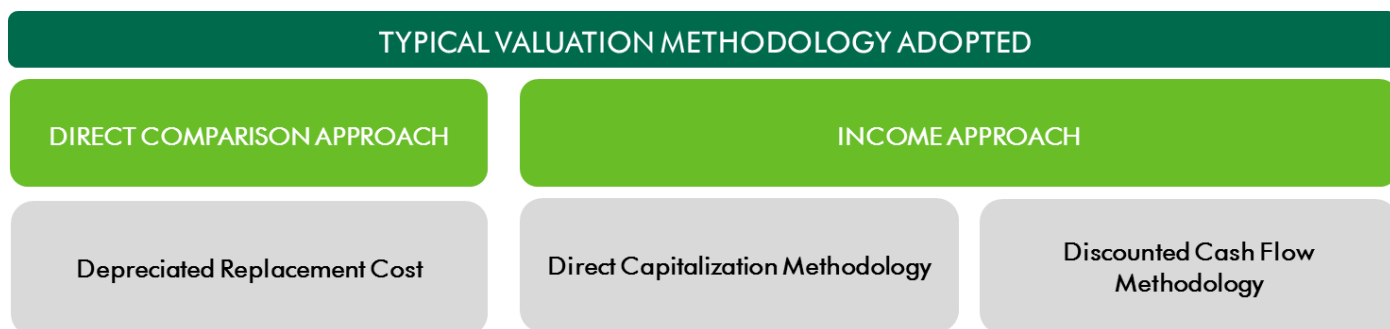 TYPICAL VALUATION METHODOLOGY ADOPTED
DIRECT COMPARISON APPROACH
INCOME APPROACH
Depreciated Replacement Cost
Direct Capitalization Methodology
Discounted Cash Flow
Methodology